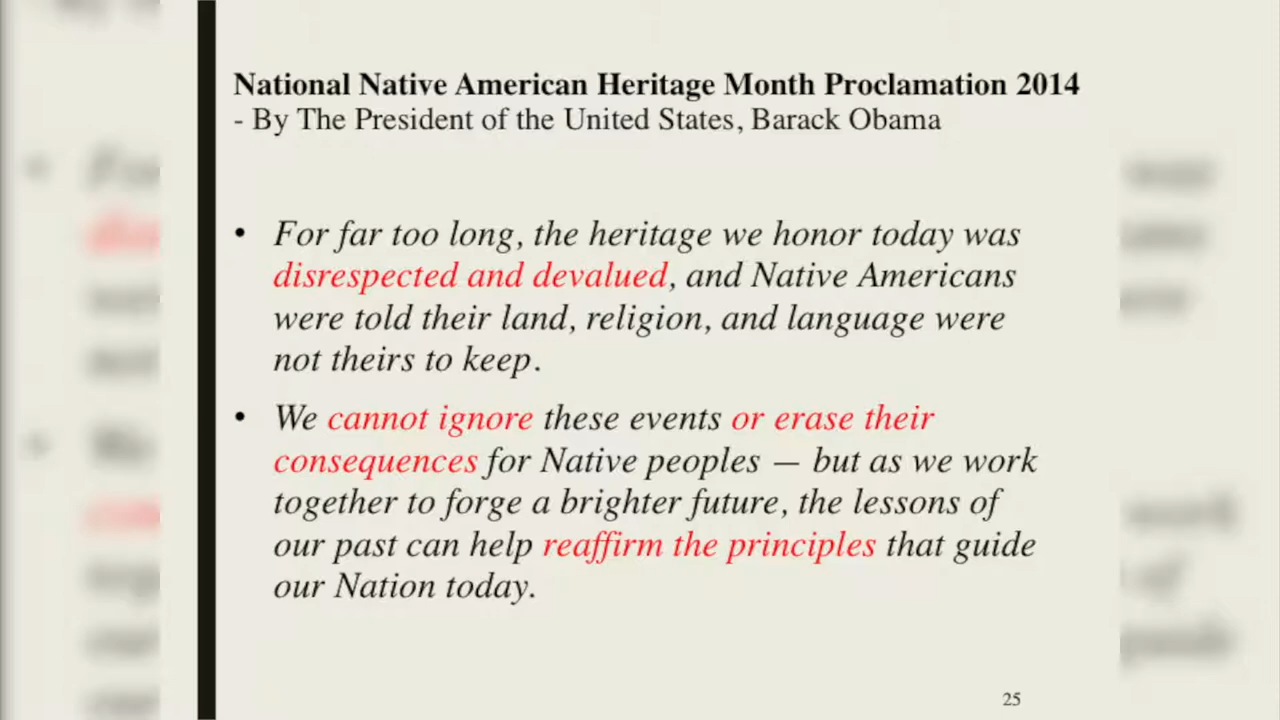 National Native American Heritage Month Proclamation 2014
- By The President of the United States, Barack Obama
• For far too long, the heritage we honor today was
disrespected and devalued, and Native Americans
were told their land, religion, and language were
not theirs to keep.
• We cannot ignore these events or erase their
consequences for Native peoples — but as we work
together to forge a brighter future, the lessons of
our past can help reaffirm the principles that guide
our Nation today.
25